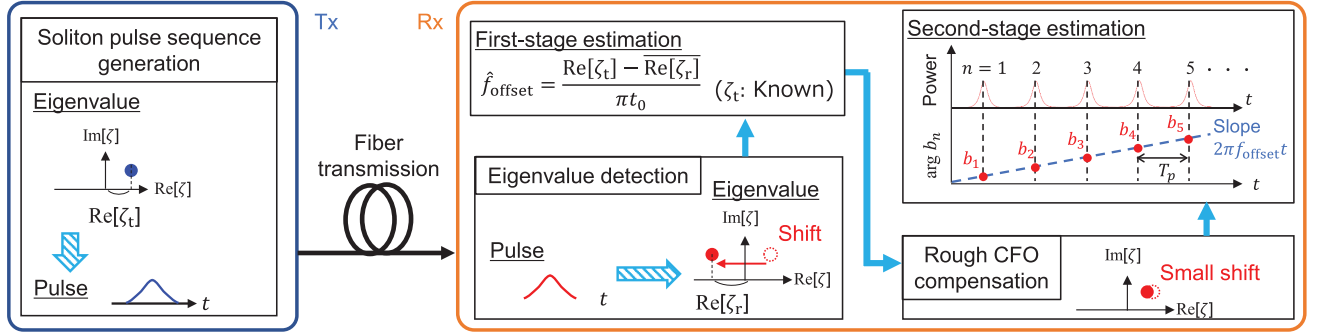 Tx
Rx
Soliton pulse sequence
generation
Eigenvalue
Im[ζ]
Re[ζ]
Re[ζt]
Pulse
t
Fiber
transmission
First-stage estimation
f̂offset = (Re[ζt] − \overline{Re[ζr]}) / πt0 (ζt: Known)
Eigenvalue detection
Eigenvalue
Im[ζ]
Shift
Pulse
t
Re[ζ]
Re[ζr]
Second-stage estimation
Power
n = 1 2 3 4 5 · · ·
t
arg bn
b1 b2 b3 b4 b5
Slope
2πfoffsett
Tp
t
Rough CFO
compensation
Im[ζ]
Small shift
Re[ζ]